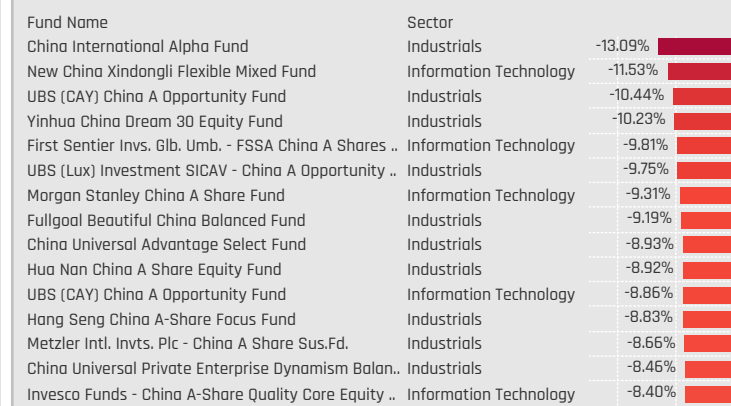 Fund Name Sector
China International Alpha Fund Industrials -13.09%
New China Xindongli Flexible Mixed Fund Information Technology -11.53%
UBS (CAY) China A Opportunity Fund Industrials -10.44%
Yinhua China Dream 30 Equity Fund Industrials -10.23%
First Sentier Invs. Glb. Umb. - FSSA China A Shares .. Information Technology -9.81%
UBS (Lux) Investment SICAV - China A Opportunity .. Industrials -9.75%
Morgan Stanley China A Share Fund Information Technology -9.31%
Fullgoal Beautiful China Balanced Fund Industrials -9.19%
China Universal Advantage Select Fund Industrials -8.93%
Hua Nan China A Share Equity Fund Industrials -8.92%
UBS (CAY) China A Opportunity Fund Information Technology -8.86%
Hang Seng China A-Share Focus Fund Industrials -8.83%
Metzler Intl. Invts. Plc - China A Share Sus.Fd. Industrials -8.66%
China Universal Private Enterprise Dynamism Balan.. Industrials -8.46%
Invesco Funds - China A-Share Quality Core Equity .. Information Technology -8.40%